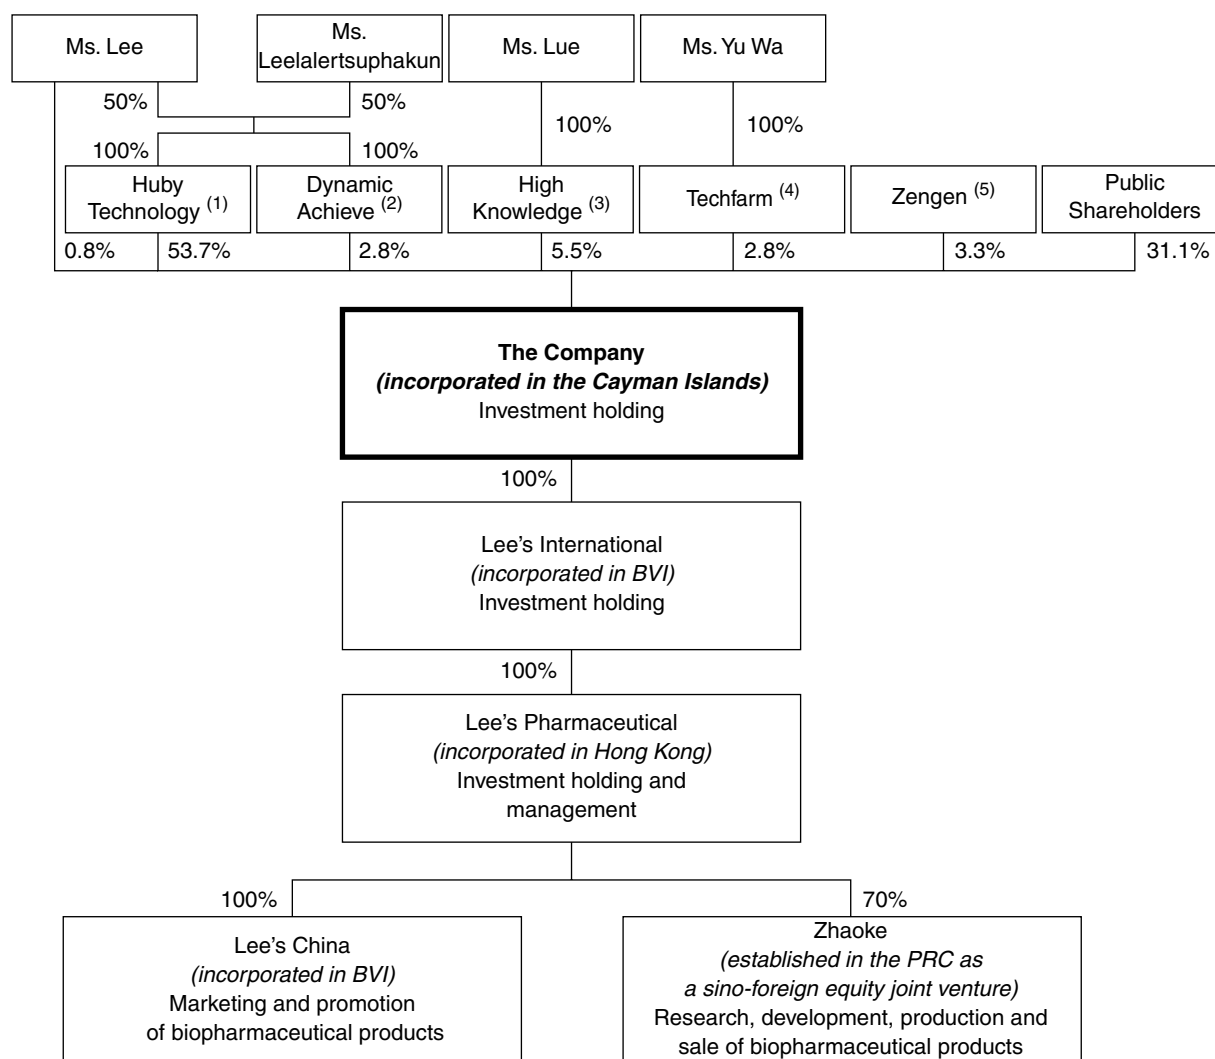 Ms. Lee
Ms.
Leelalertsuphakun
Ms. Lue
Ms. Yu Wa
50%
50%
100%
100%
100%
100%
Huby
Technology (1)
Dynamic
Achieve (2)
High
Knowledge (3)
Techfarm (4)
Zengen (5)
Public
Shareholders
0.8%
53.7%
2.8%
5.5%
2.8%
3.3%
31.1%
The Company
(incorporated in the Cayman Islands)
Investment holding
100%
Lee’s International
(incorporated in BVI)
Investment holding
100%
Lee’s Pharmaceutical
(incorporated in Hong Kong)
Investment holding and
management
100%
70%
Lee’s China
(incorporated in BVI)
Marketing and promotion
of biopharmaceutical products
Zhaoke
(established in the PRC as
a sino-foreign equity joint venture)
Research, development, production and
sale of biopharmaceutical products